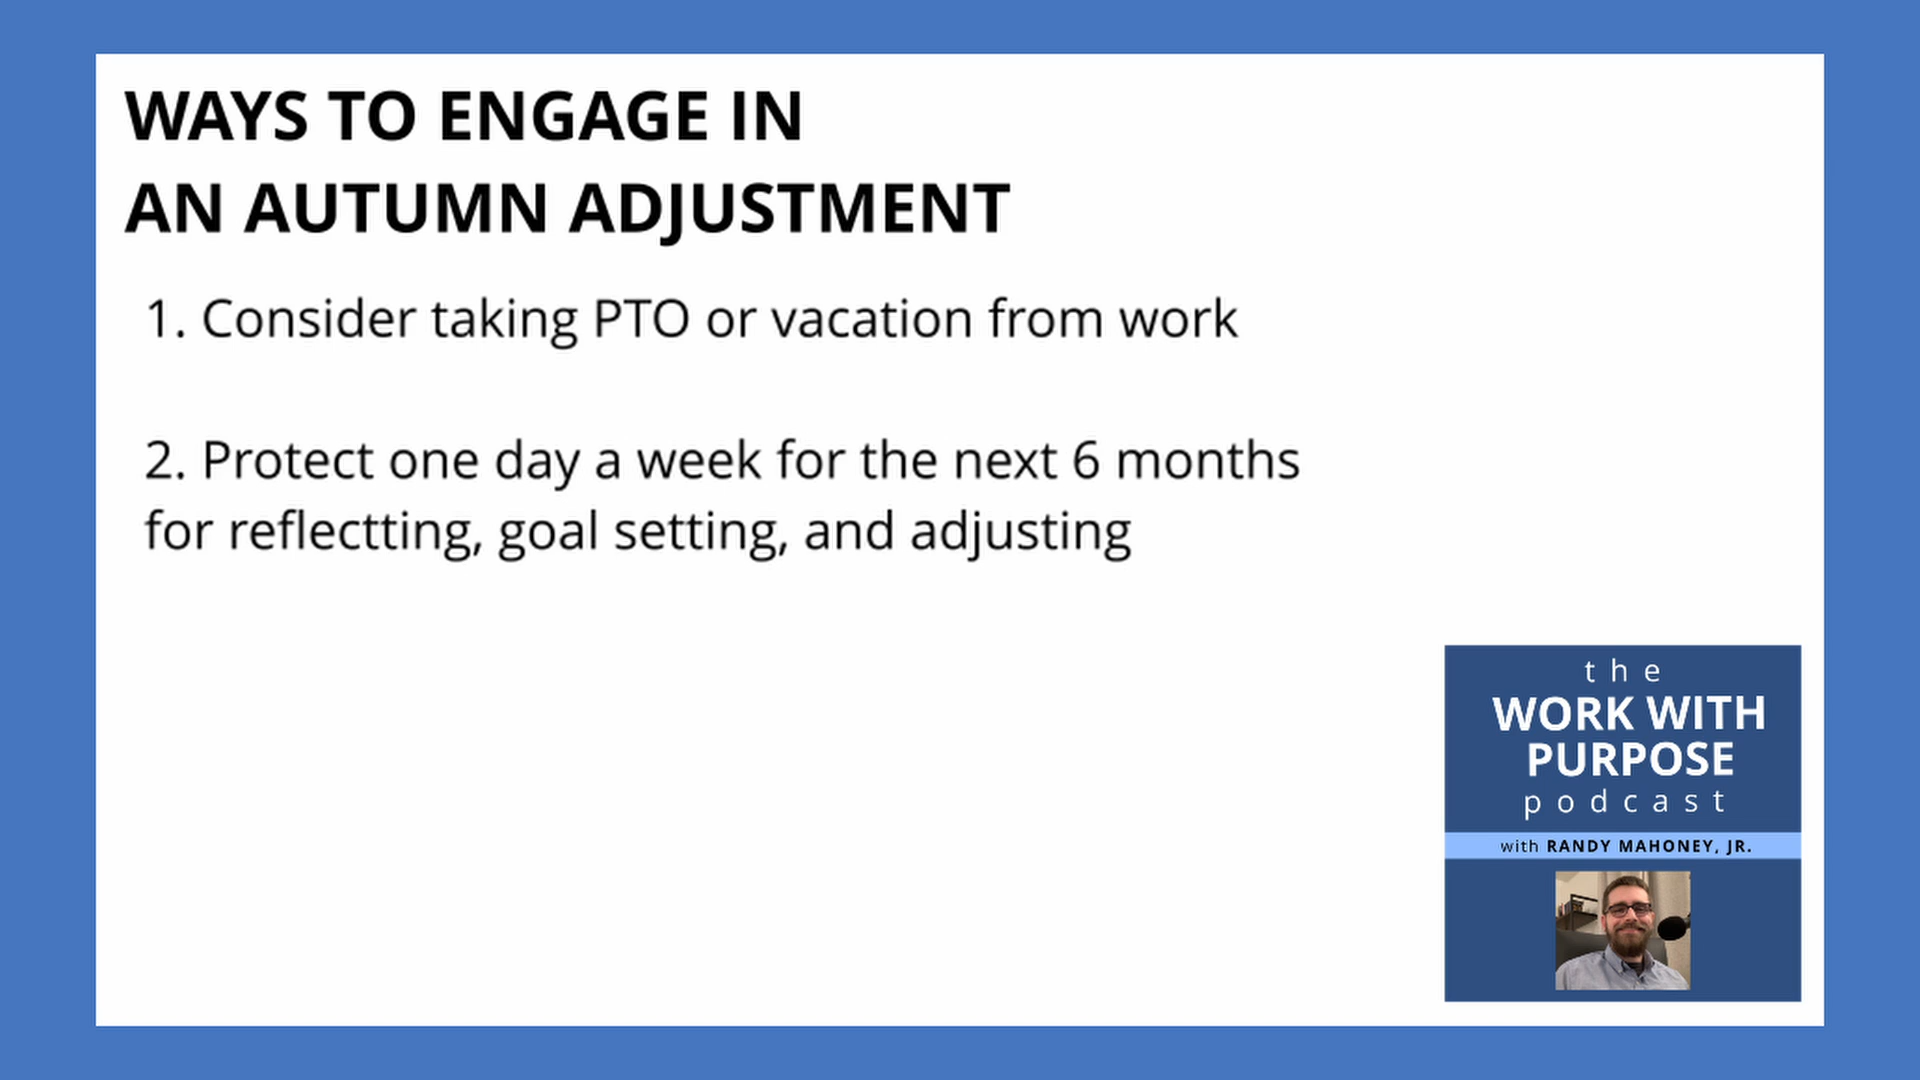 WAYS TO ENGAGE IN
AN AUTUMN ADJUSTMENT
1. Consider taking PTO or vacation from work
2. Protect one day a week for the next 6 months
for reflectting, goal setting, and adjusting
the
WORK WITH
PURPOSE
podcast
with RANDY MAHONEY, JR.